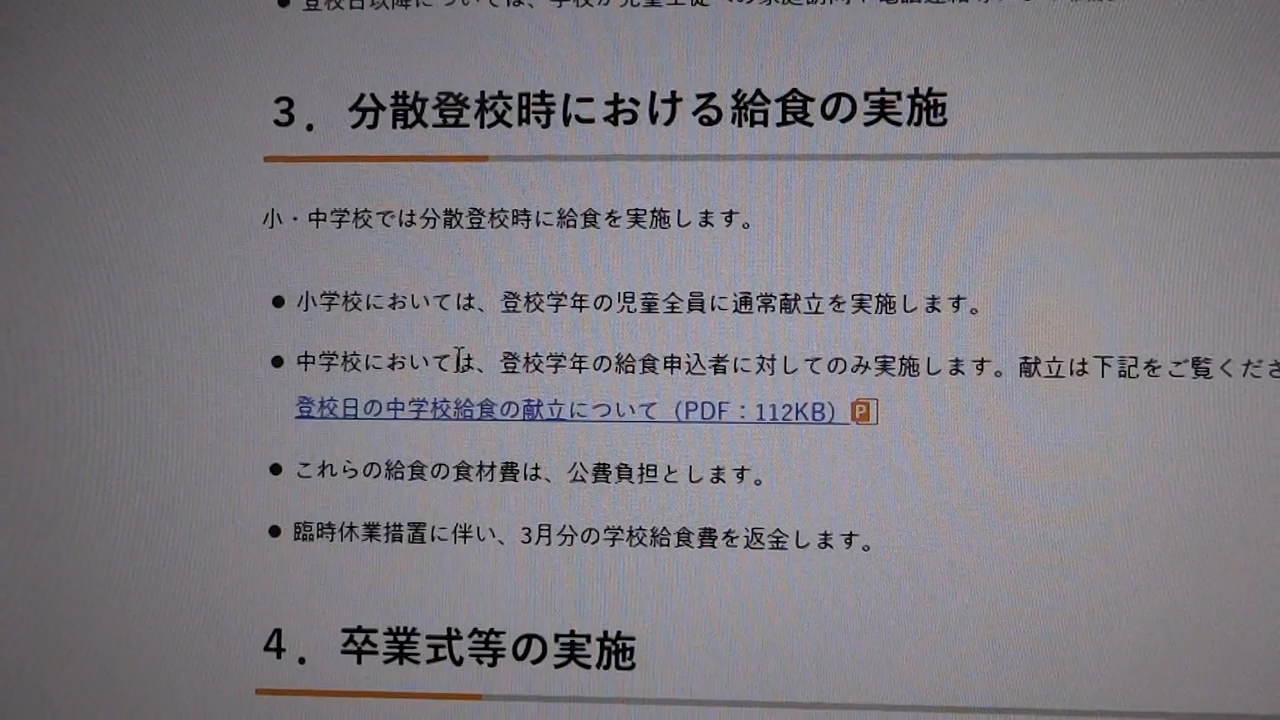 ３．分散登校時における給食の実施
小・中学校では分散登校時に給食を実施します。
● 小学校においては、登校学年の児童全員に通常献立を実施します。
● 中学校においては、登校学年の給食申込者に対してのみ実施します。献立は下記をご覧くださ
登校日の中学校給食の献立について（PDF：112KB） P
● これらの給食の食材費は、公費負担とします。
● 臨時休業措置に伴い、3月分の学校給食費を返金します。
４．卒業式等の実施